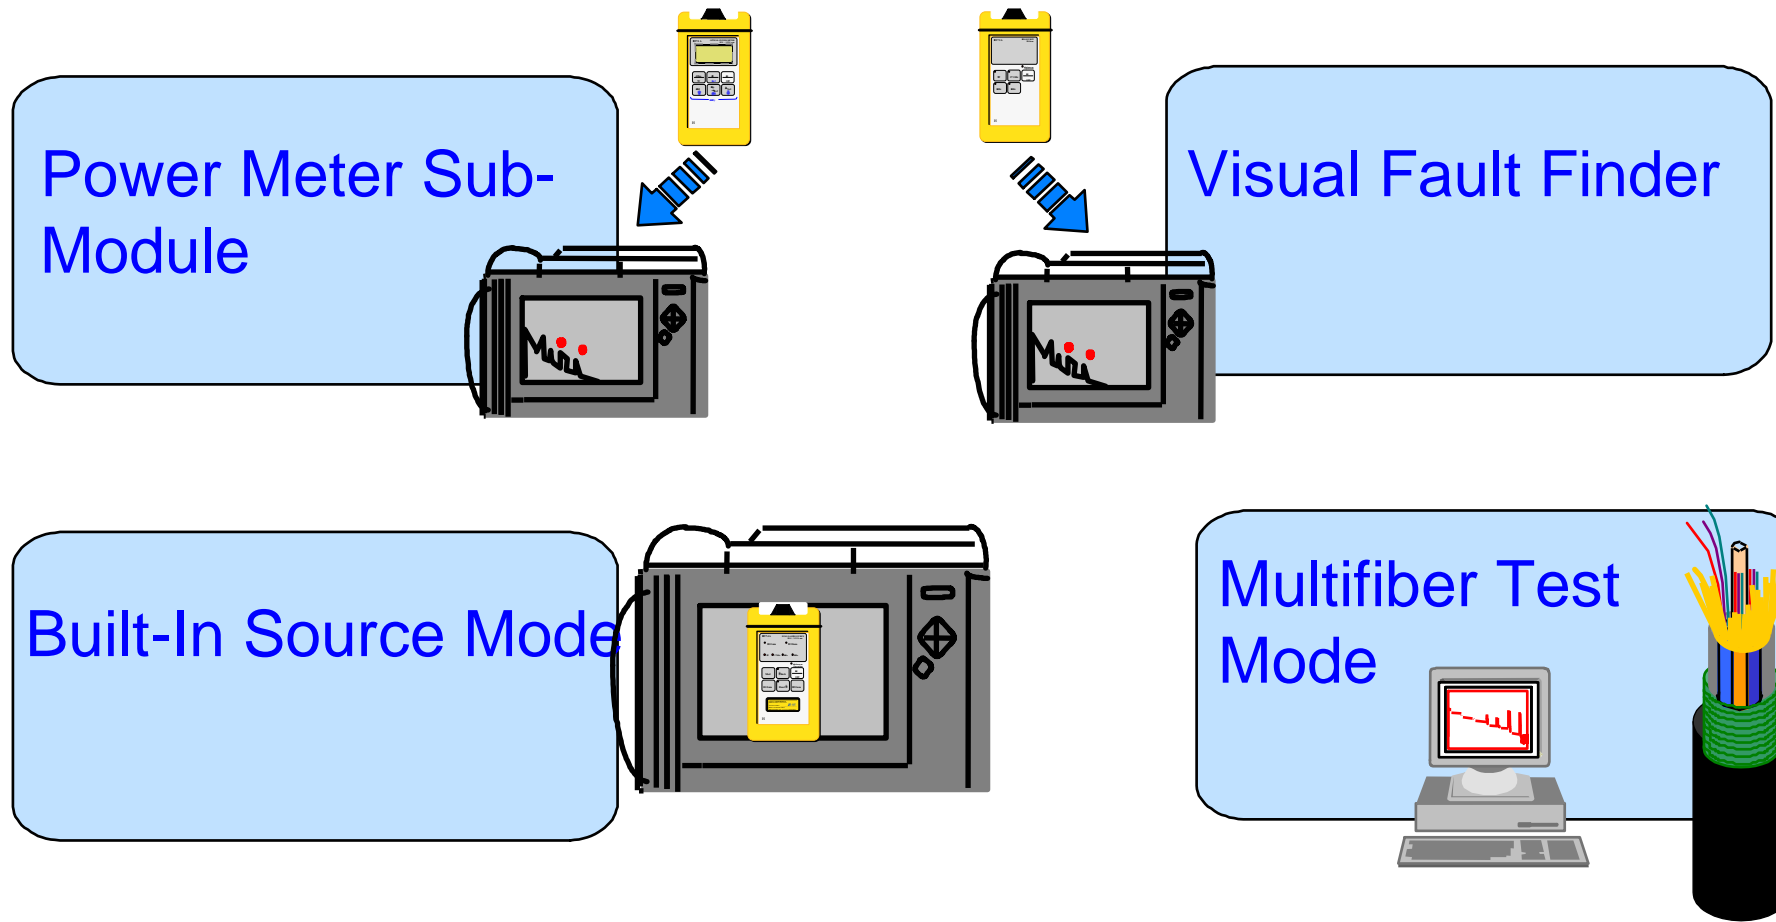 Power Meter Sub-
Module
Visual Fault Finder
Built-In Source Mode
Multifiber Test
Mode